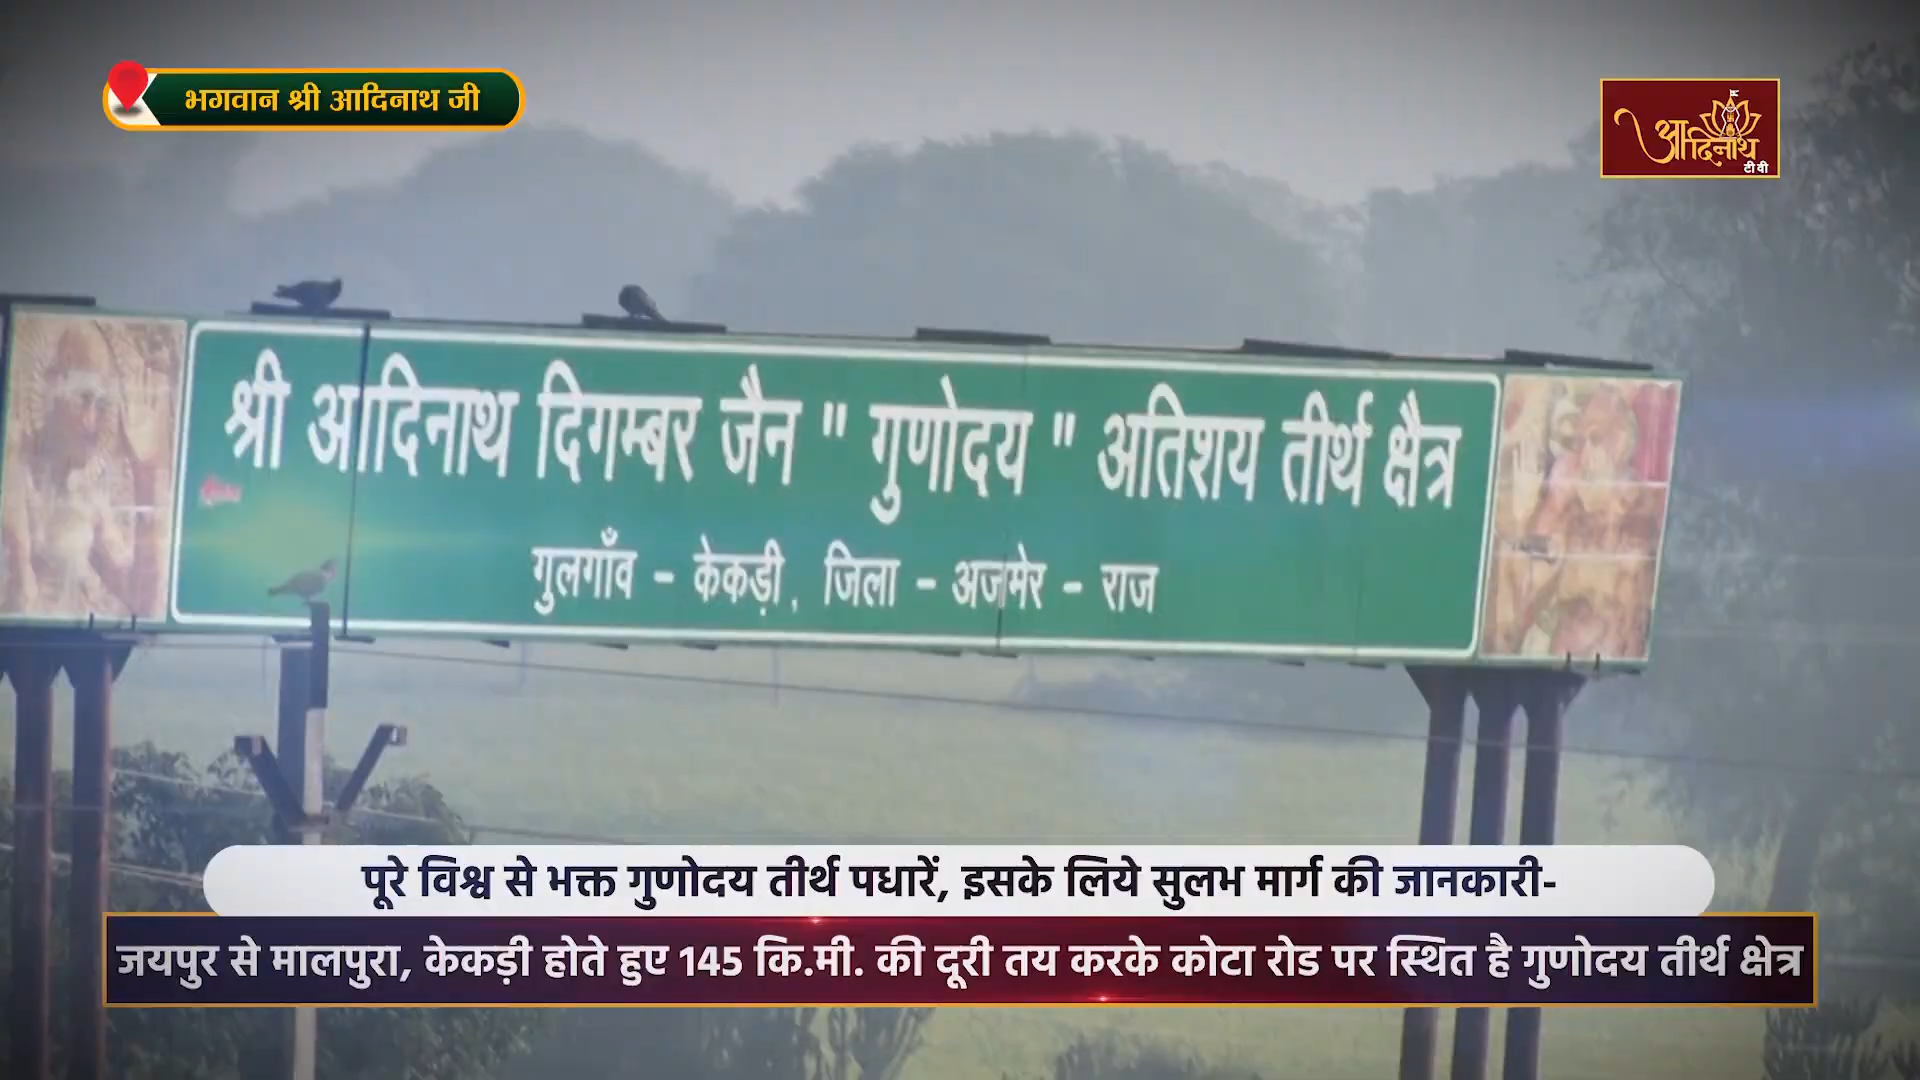 भगवान श्री आदिनाथ जी
आदिनाथ
टीवी
श्री आदिनाथ दिगम्बर जैन " गुणोदय " अतिशय तीर्थ क्षैत्र
गुलगाँव - केकड़ी, जिला - अजमेर - राज
पूरे विश्व से भक्त गुणोदय तीर्थ पधारें, इसके लिये सुलभ मार्ग की जानकारी-
जयपुर से मालपुरा, केकड़ी होते हुए 145 कि.मी. की दूरी तय करके कोटा रोड पर स्थित है गुणोदय तीर्थ क्षेत्र